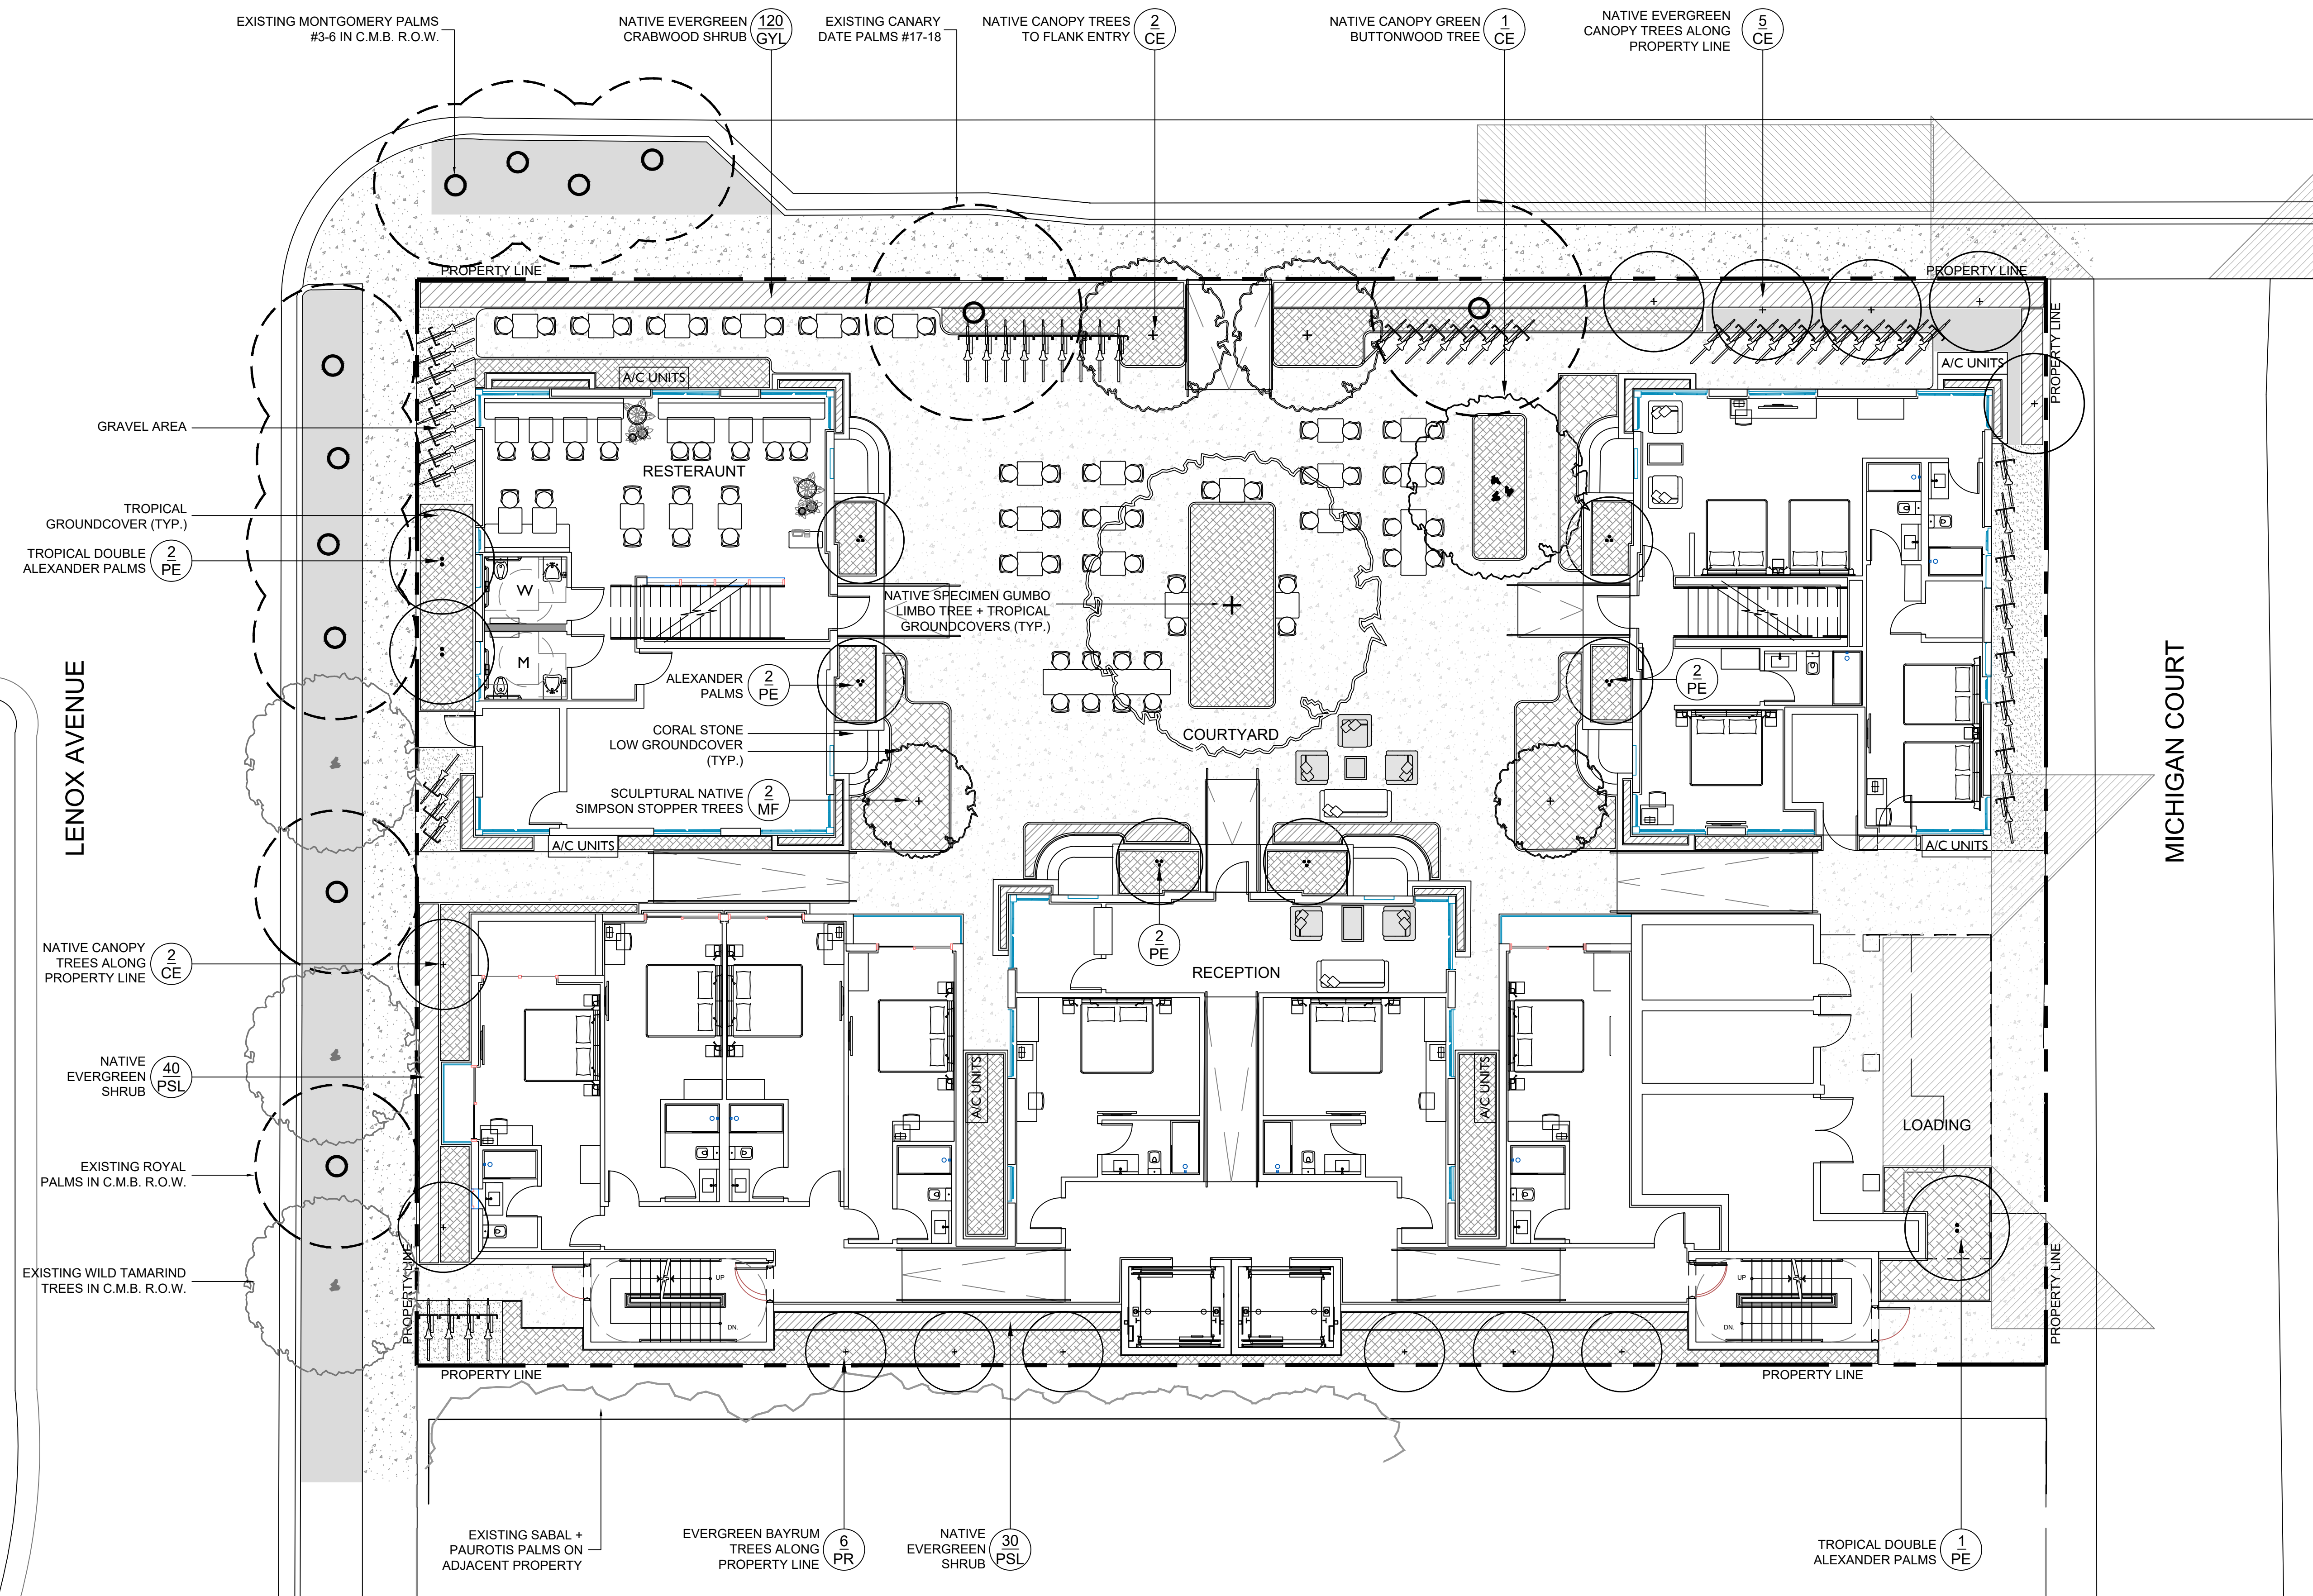 EXISTING MONTGOMERY PALMS
#3-6 IN C.M.B. R.O.W.
NATIVE EVERGREEN
CRABWOOD SHRUB
120
GYL
EXISTING CANARY
DATE PALMS #17-18
NATIVE CANOPY TREES
TO FLANK ENTRY
2
CE
NATIVE CANOPY GREEN
BUTTONWOOD TREE
1
CE
NATIVE EVERGREEN
CANOPY TREES ALONG
PROPERTY LINE
5
CE
PROPERTY LINE
PROPERTY LINE
PROPERTY LINE
A/C UNITS
A/C UNITS
GRAVEL AREA
RESTERAUNT
TROPICAL
GROUNDCOVER (TYP.)
TROPICAL DOUBLE
ALEXANDER PALMS
2
PE
W
M
NATIVE SPECIMEN GUMBO
LIMBO TREE + TROPICAL
GROUNDCOVERS (TYP.)
ALEXANDER
PALMS
2
PE
2
PE
CORAL STONE
LOW GROUNDCOVER
(TYP.)
COURTYARD
SCULPTURAL NATIVE
SIMPSON STOPPER TREES
2
MF
LENOX AVENUE
MICHIGAN COURT
A/C UNITS
A/C UNITS
2
PE
NATIVE CANOPY
TREES ALONG
PROPERTY LINE
2
CE
RECEPTION
NATIVE
EVERGREEN
SHRUB
40
PSL
A/C UNITS
A/C UNITS
LOADING
EXISTING ROYAL
PALMS IN C.M.B. R.O.W.
EXISTING WILD TAMARIND
TREES IN C.M.B. R.O.W.
PROPERTY LINE
UP
DN.
UP
DN.
PROPERTY LINE
PROPERTY LINE
PROPERTY LINE
EXISTING SABAL +
PAUROTIS PALMS ON
ADJACENT PROPERTY
EVERGREEN BAYRUM
TREES ALONG
PROPERTY LINE
6
PR
NATIVE
EVERGREEN
SHRUB
30
PSL
TROPICAL DOUBLE
ALEXANDER PALMS
1
PE